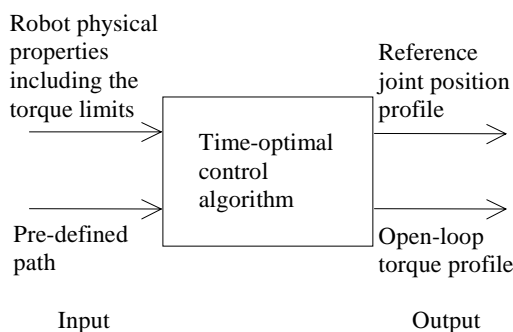 Robot physical
properties
including the
torque limits
Pre-defined
path
Time-optimal
control
algorithm
Reference
joint position
profile
Open-loop
torque profile
Input
Output